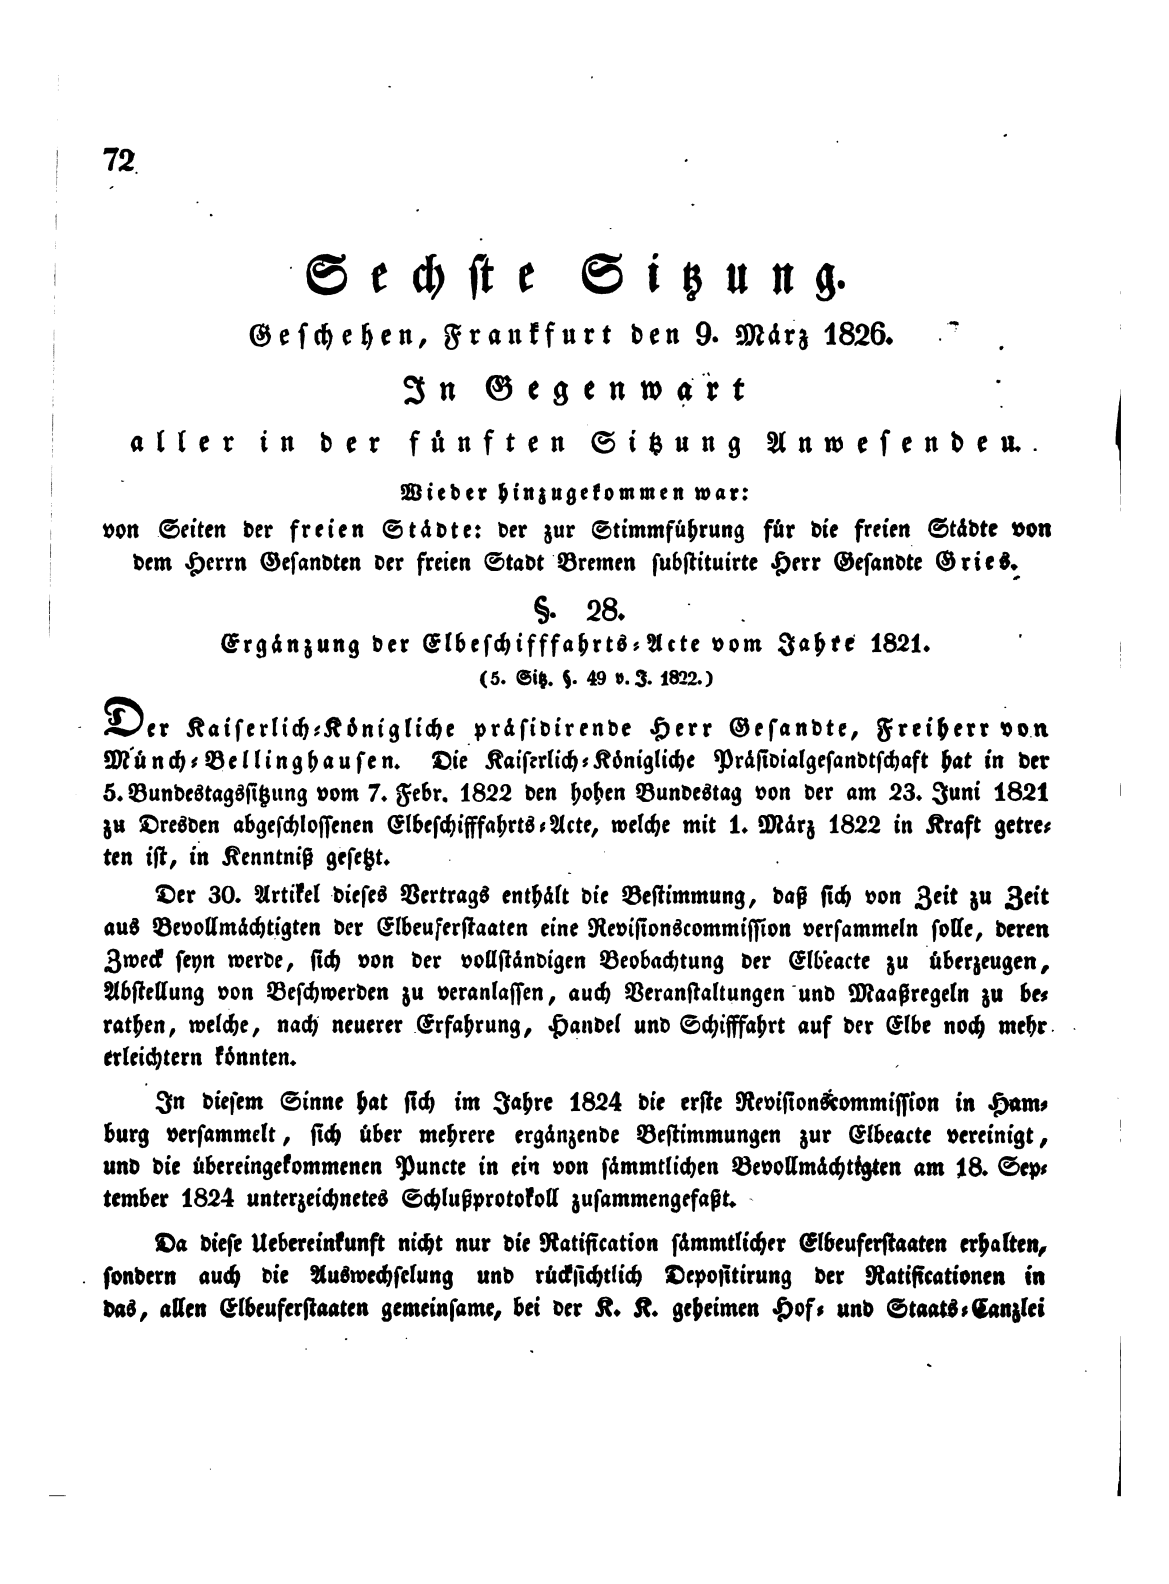 72
Sechste Sitzung.
Geschehen, Frankfurt den 9. März 1826.
In Gegenwart
aller in der fünften Sitzung Anwesenden.
Wieder hinzugekommen war:
von Seiten der freien Städte: der zur Stimmführung für die freien Städte von
dem Herrn Gesandten der freien Stadt Bremen substituirte Herr Gesandte Gries.
§. 28.
Ergänzung der Elbeschifffahrts-Acte vom Jahre 1821.
(5. Sitz. §. 49 v. J. 1822.)
Der Kaiserlich-Königliche präsidirende Herr Gesandte, Freiherr von
Münch-Bellinghausen. Die Kaiserlich-Königliche Präsidialgesandtschaft hat in der
5. Bundestagssitzung vom 7. Febr. 1822 den hohen Bundestag von der am 23. Juni 1821
zu Dresden abgeschlossenen Elbeschifffahrts-Acte, welche mit 1. März 1822 in Kraft getre-
ten ist, in Kenntniß gesetzt.
Der 30. Artikel dieses Vertrags enthält die Bestimmung, daß sich von Zeit zu Zeit
aus Bevollmächtigten der Elbeuferstaaten eine Revisionscommission versammeln solle, deren
Zweck seyn werde, sich von der vollständigen Beobachtung der Elbeacte zu überzeugen,
Abstellung von Beschwerden zu veranlassen, auch Veranstaltungen und Maaßregeln zu be-
rathen, welche, nach neuerer Erfahrung, Handel und Schifffahrt auf der Elbe noch mehr
erleichtern könnten.
In diesem Sinne hat sich im Jahre 1824 die erste Revisionscommission in Ham-
burg versammelt, sich über mehrere ergänzende Bestimmungen zur Elbeacte vereinigt,
und die übereingekommenen Puncte in ein von sämmtlichen Bevollmächtigten am 18. Sep-
tember 1824 unterzeichnetes Schlußprotokoll zusammengefaßt.
Da diese Uebereinkunft nicht nur die Ratification sämmtlicher Elbeuferstaaten erhalten,
sondern auch die Auswechselung und rücksichtlich Depositirung der Ratificationen in
das, allen Elbeuferstaaten gemeinsame, bei der K. K. geheimen Hof- und Staats-Canzlei